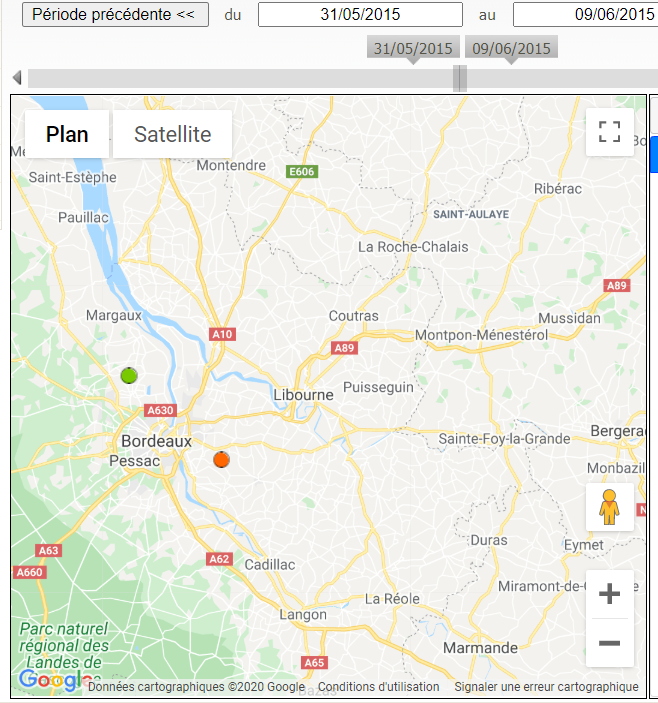 Période précédente << du 31/05/2015 au 09/06/2015
31/05/2015 09/06/2015
Plan Satellite
Montendre
E606
Saint-Estèphe
Ribérac
Pauillac
SAINT-AULAYE
La Roche-Chalais
A89
Margaux
Coutras
Mussidan
A10
Montpon-Ménestérol
A89
Puisseguin
Libourne
A630
Bordeaux
Sainte-Foy-la-Grande
Bergera
Pessac
Monbazil
Duras
Eymet
A63
A62
Cadillac
A660
Miramont-de-G
La Réole
Langon
Parc naturel
régional des
Landes de
Marmande
A65
Google
Données cartographiques ©2020 Google Conditions d'utilisation Signaler une erreur cartographique
Bazas